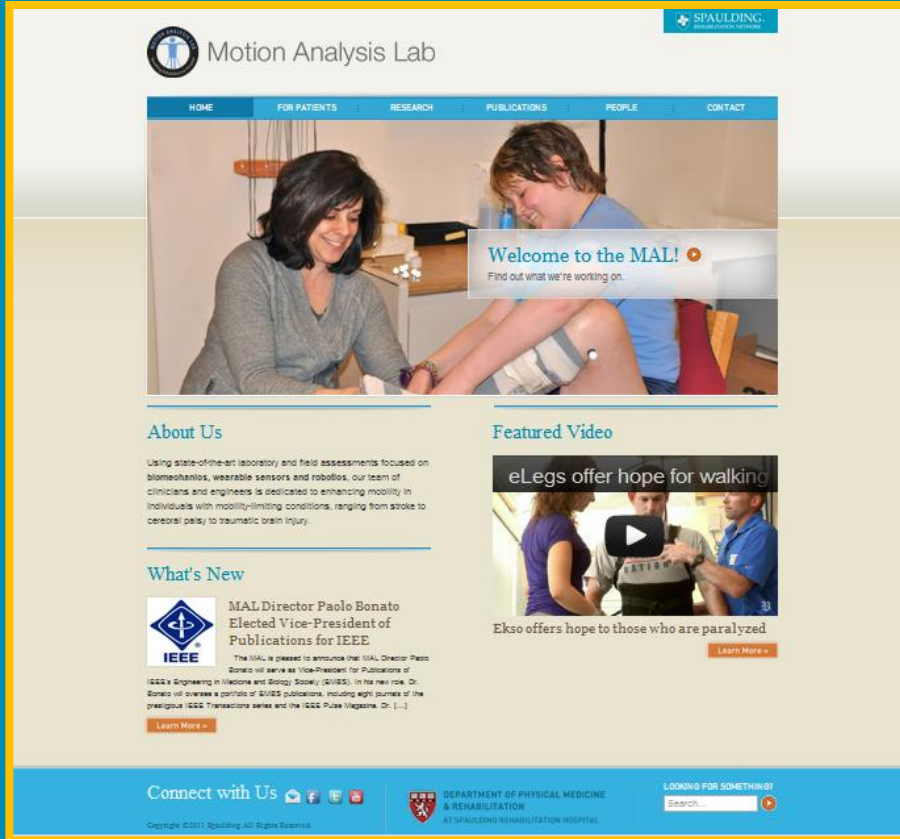 SPAULDING.
REHABILITATION NETWORK
MOTION ANALYSIS LAB
Motion Analysis Lab
HOME
FOR PATIENTS
RESEARCH
PUBLICATIONS
PEOPLE
CONTACT
Welcome to the MAL!
Find out what we're working on.
About Us
Using state-of-the-art laboratory and field assessments focused on
biomechanics, wearable sensors and robotics, our team of
clinicians and engineers is dedicated to enhancing mobility in
individuals with mobility-limiting conditions, ranging from stroke to
cerebral palsy to traumatic brain injury.
What's New
IEEE
MAL Director Paolo Bonato
Elected Vice-President of
Publications for IEEE
The MAL is pleased to announce that MAL Director Paolo
Bonato will serve as Vice-President for Publications of
IEEE's Engineering in Medicine and Biology Society (EMBS). In his new role, Dr.
Bonato will oversee a portfolio of EMBS publications, including eight journals of the
prestigious IEEE Transactions series and the IEEE Pulse Magazine. Dr. [...]
Learn More »
Featured Video
eLegs offer hope for walking
B
Ekso offers hope to those who are paralyzed
Learn More »
Connect with Us
Copyright ©2011 Spaulding. All Rights Reserved.
DEPARTMENT OF PHYSICAL MEDICINE
& REHABILITATION
AT SPAULDING REHABILITATION HOSPITAL
LOOKING FOR SOMETHING?
Search...